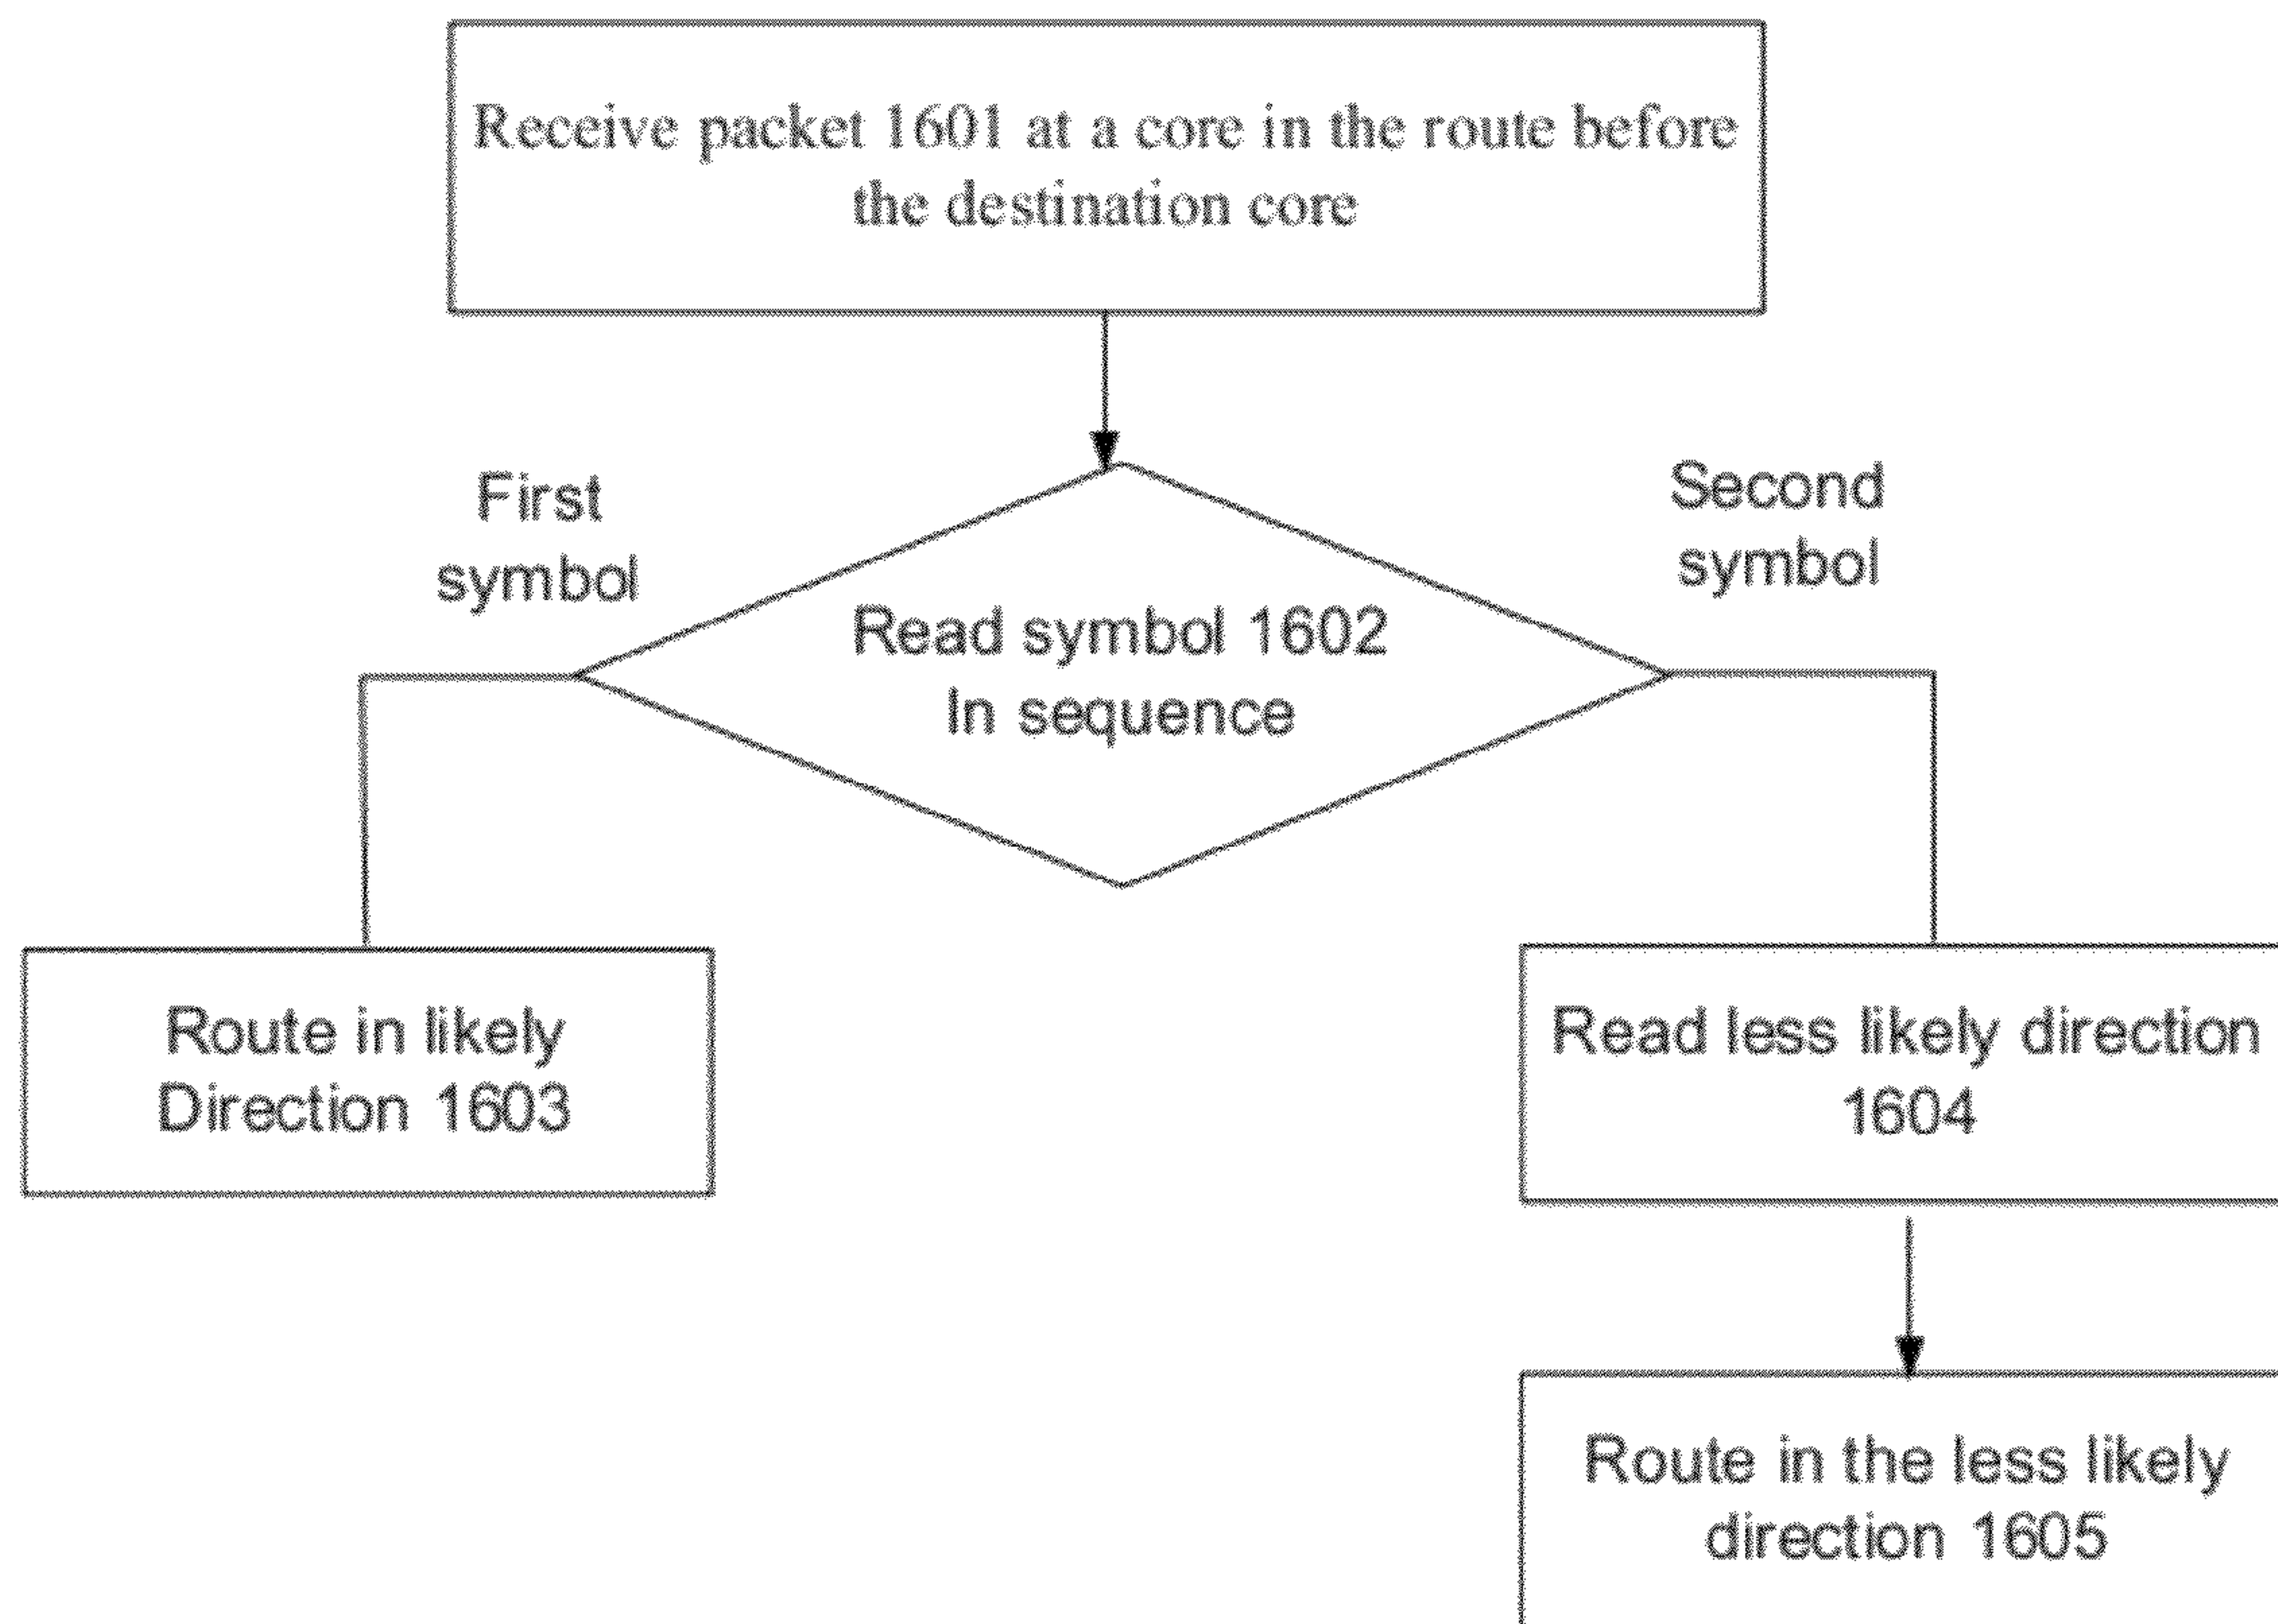 Receive packet 1601 at a core in the route before
the destination core
First
symbol
Second
symbol
Read symbol 1602
In sequence
Route in likely
Direction 1603
Read less likely direction
1604
Route in the less likely
direction 1605